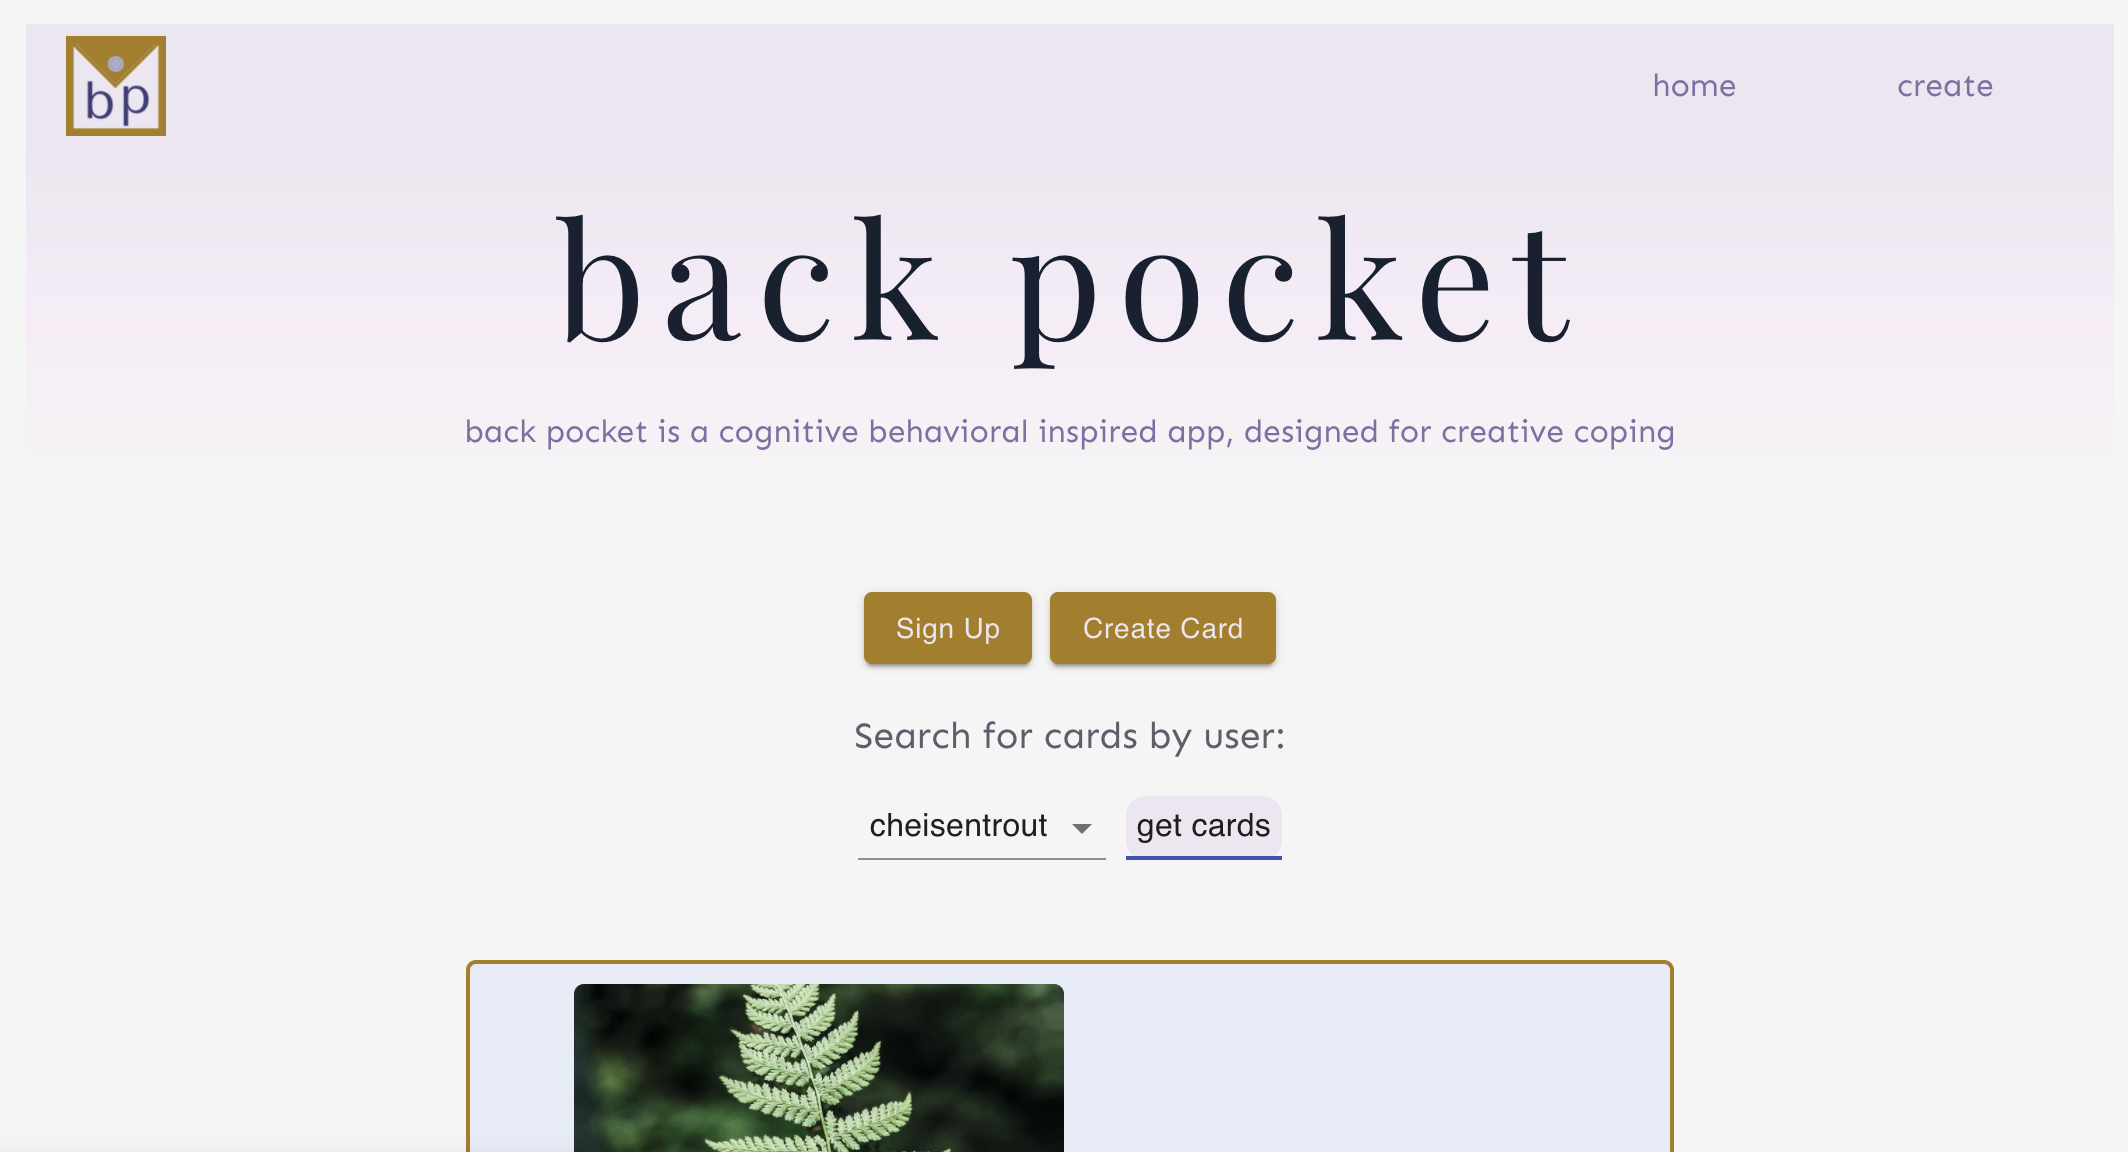 bp
home create
back pocket
back pocket is a cognitive behavioral inspired app, designed for creative coping
Sign Up Create Card
Search for cards by user:
cheisentrout get cards